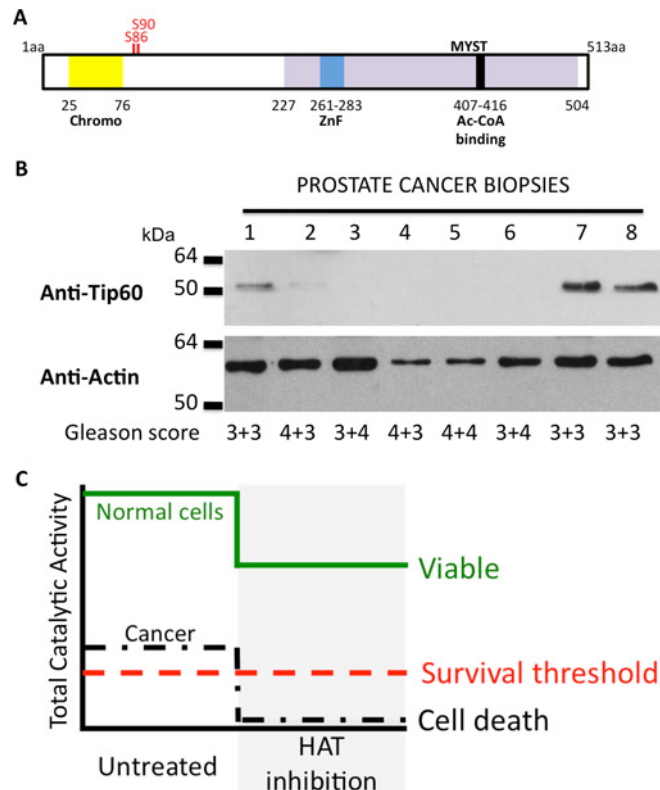 A
S90
S86
1aa MYST 513aa
25 76 227 261-283 407-416 504
Chromo ZnF Ac-CoA
binding
B
PROSTATE CANCER BIOPSIES
kDa 1 2 3 4 5 6 7 8
64
Anti-Tip60 50
64
Anti-Actin
50
Gleason score 3+3 4+3 3+4 4+3 4+4 3+4 3+3 3+3
C
Total Catalytic Activity
Normal cells
Viable
Cancer
Survival threshold
Cell death
Untreated HAT
inhibition